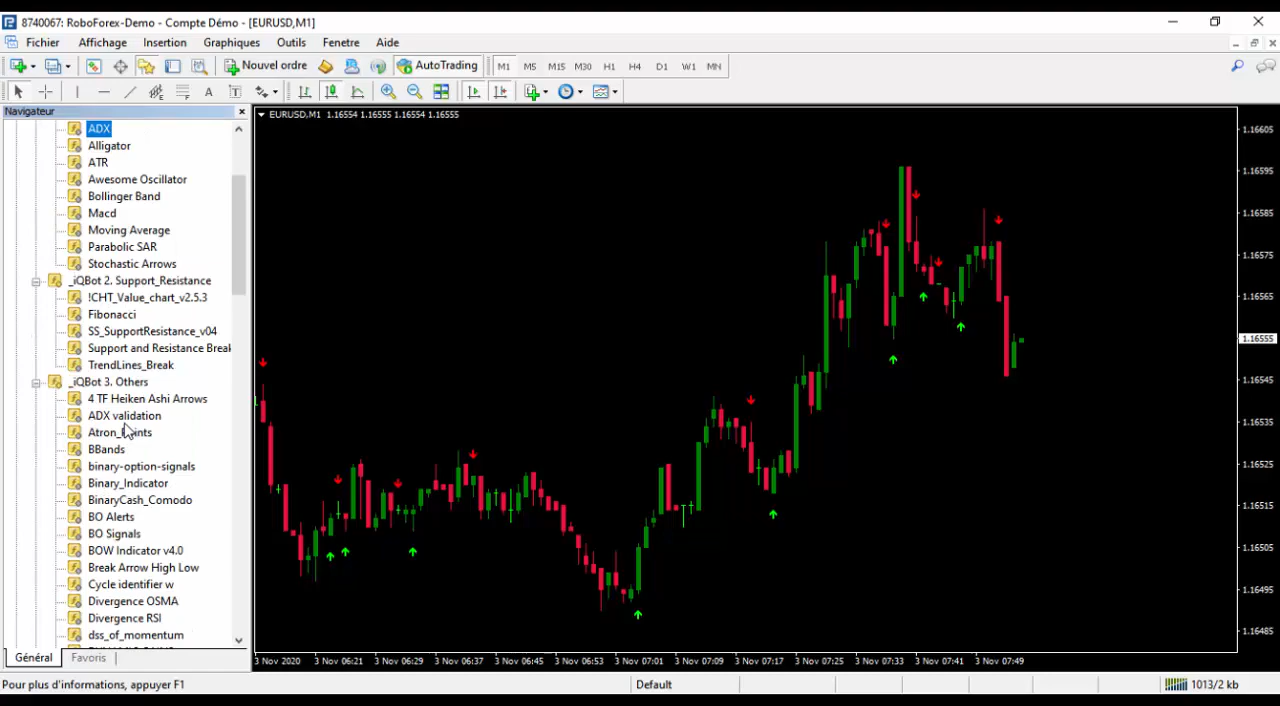 8740067: RoboForex-Demo - Compte Démo - [EURUSD,M1]
Fichier Affichage Insertion Graphiques Outils Fenetre Aide
Nouvel ordre AutoTrading M1 M5 M15 M30 H1 H4 D1 W1 MN
A T
Navigateur
ADX
Alligator
ATR
Awesome Oscillator
Bollinger Band
Macd
Moving Average
Parabolic SAR
Stochastic Arrows
_iQBot 2. Support_Resistance
!CHT_Value_chart_v2.5.3
Fibonacci
SS_SupportResistance_v04
Support and Resistance Break
TrendLines_Break
_iQBot 3. Others
4 TF Heiken Ashi Arrows
ADX validation
BBands
binary-option-signals
Binary_Indicator
BinaryCash_Comodo
BO Alerts
BO Signals
BOW Indicator v4.0
Break Arrow High Low
Cycle identifier w
Divergence OSMA
Divergence RSI
dss_of_momentum
Général Favoris
EURUSD,M1 1.16554 1.16555 1.16554 1.16555
1.16605
1.16595
1.16585
1.16575
1.16565
1.16555
1.16545
1.16535
1.16525
1.16515
1.16505
1.16495
1.16485
3 Nov 2020 3 Nov 06:21 3 Nov 06:29 3 Nov 06:37 3 Nov 06:45 3 Nov 06:53 3 Nov 07:01 3 Nov 07:09 3 Nov 07:17 3 Nov 07:25 3 Nov 07:33 3 Nov 07:41 3 Nov 07:49
Pour plus d'informations, appuyer F1 Default 1013/2 kb